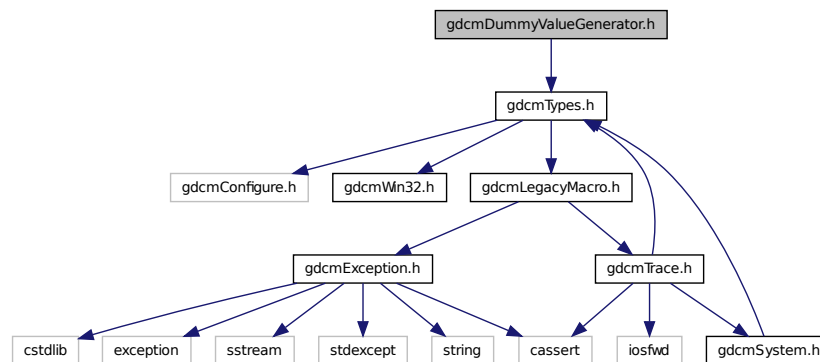 gdcmDummyValueGenerator.h
gdcmTypes.h
gdcmConfigure.h
gdcmWin32.h
gdcmLegacyMacro.h
gdcmException.h
gdcmTrace.h
cstdlib
exception
sstream
stdexcept
string
cassert
iosfwd
gdcmSystem.h